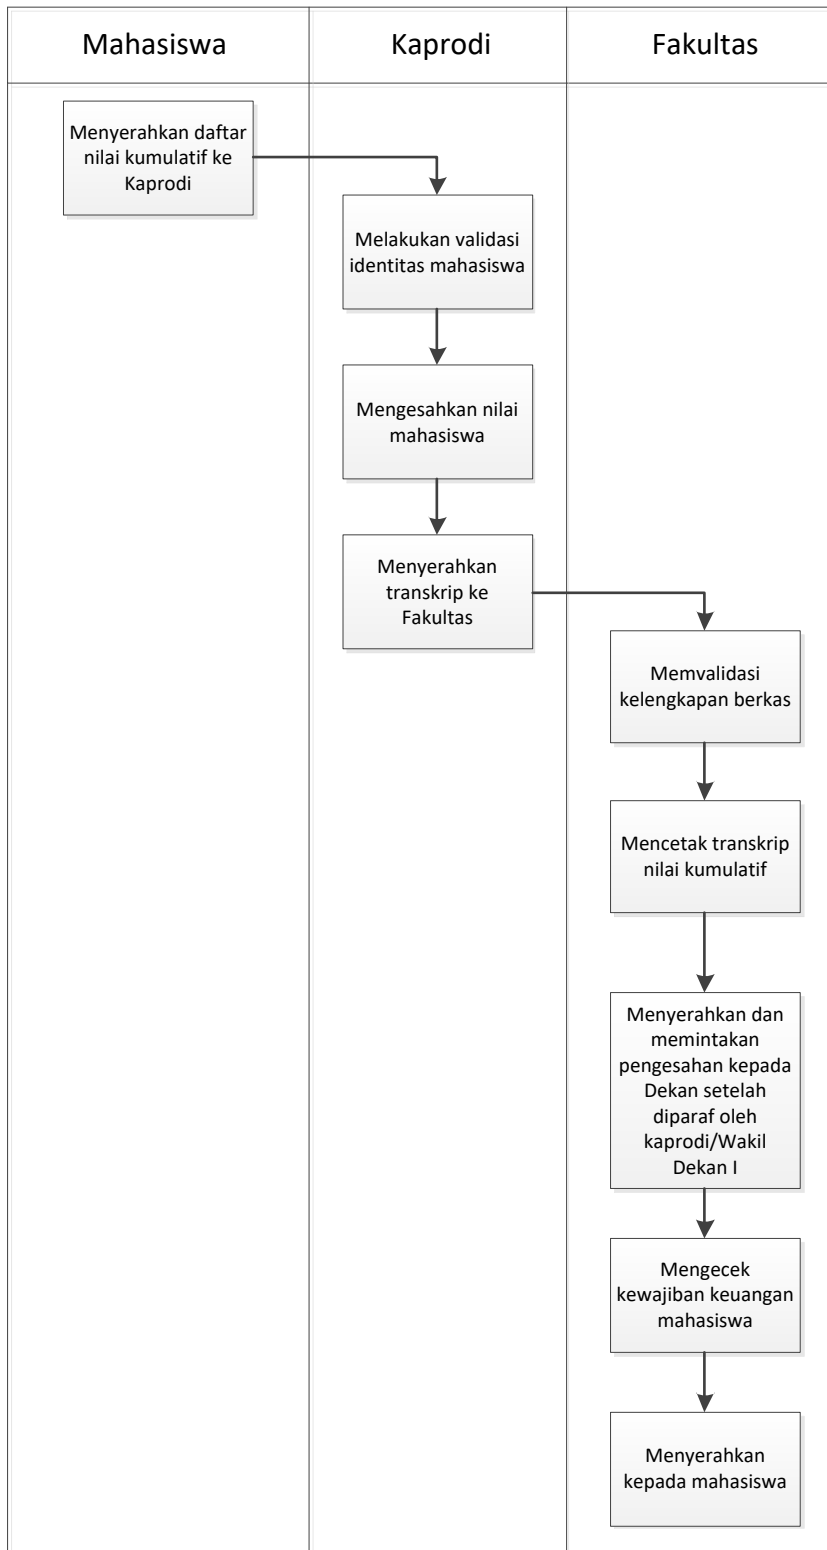 Mahasiswa
Kaprodi
Fakultas
Menyerahkan daftar
nilai kumulatif ke
Kaprodi
Melakukan validasi
identitas mahasiswa
Mengesahkan nilai
mahasiswa
Menyerahkan
transkrip ke
Fakultas
Memvalidasi
kelengkapan berkas
Mencetak transkrip
nilai kumulatif
Menyerahkan dan
memintakan
pengesahan kepada
Dekan setelah
diparaf oleh
kaprodi/Wakil
Dekan I
Mengecek
kewajiban keuangan
mahasiswa
Menyerahkan
kepada mahasiswa